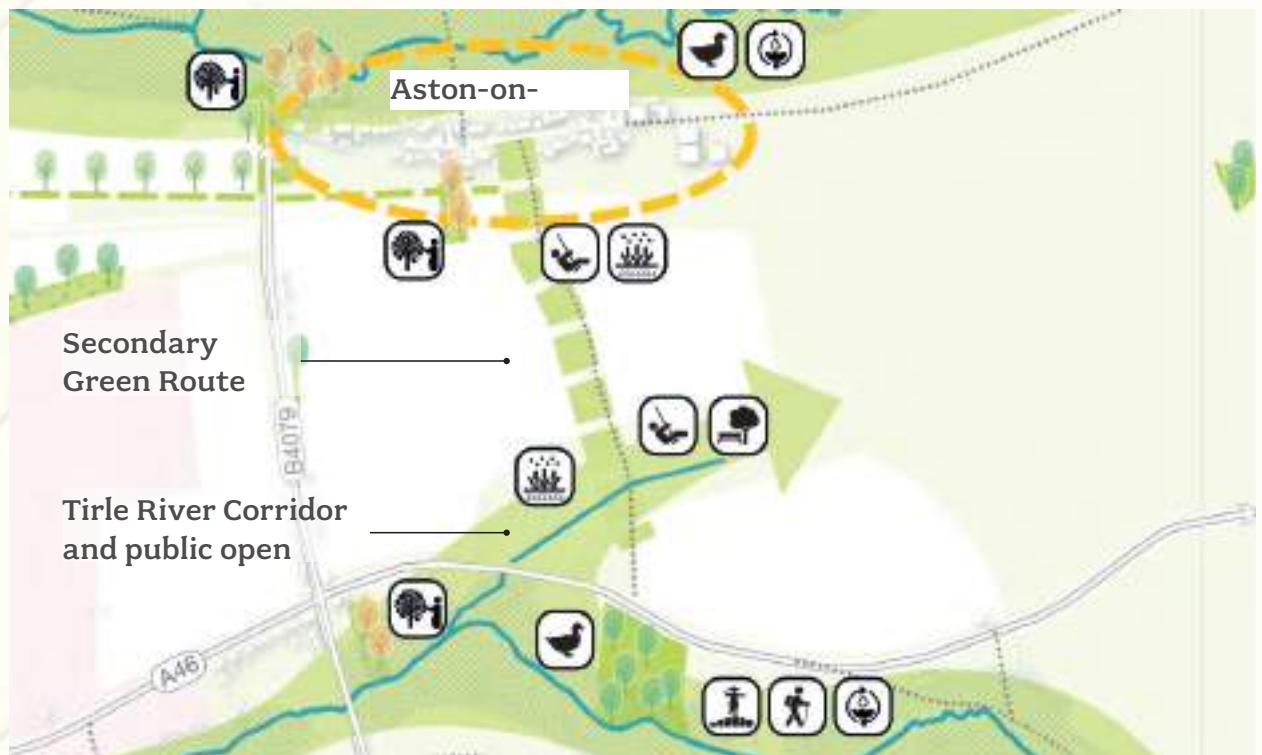 Aston-on-
Secondary
Green Route
B4079
Tirle River Corridor
and public open
A46